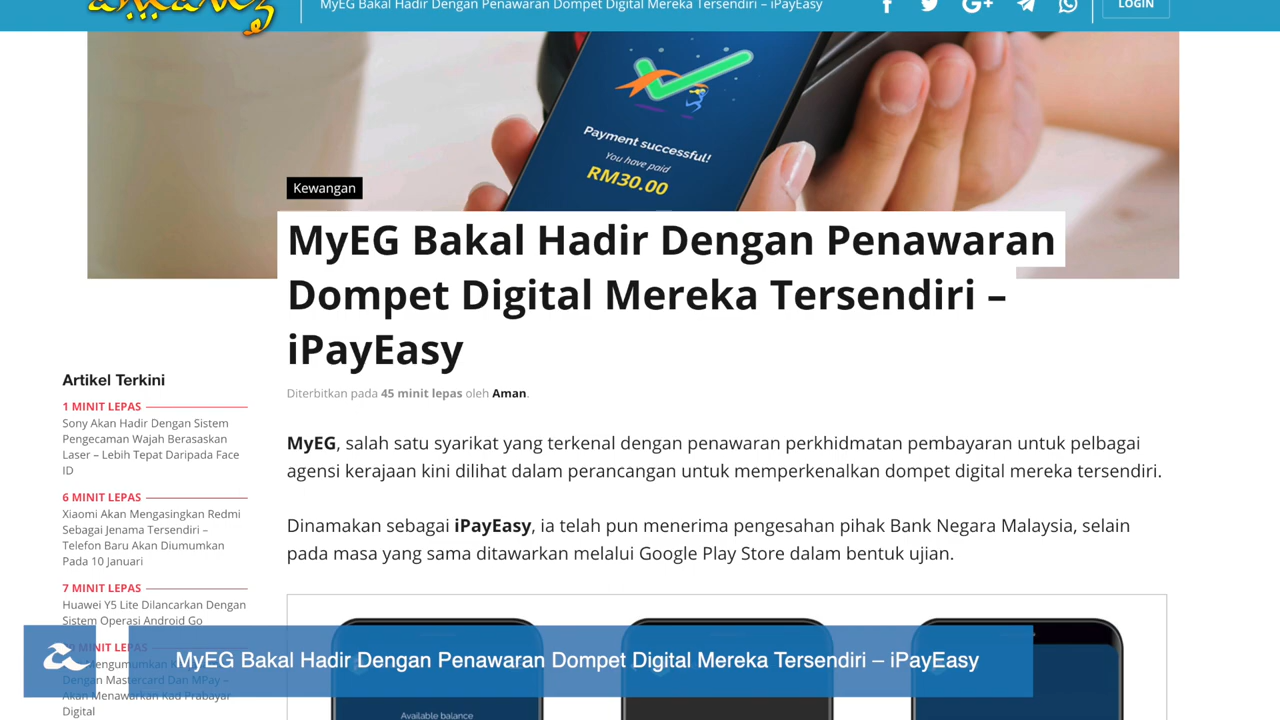 MyEG Bakal Hadir Dengan Penawaran Dompet Digital Mereka Tersendiri – iPayEasy
LOGIN
Payment successful!
You have paid
RM30.00
Kewangan
MyEG Bakal Hadir Dengan Penawaran
Dompet Digital Mereka Tersendiri –
iPayEasy
Diterbitkan pada 45 minit lepas oleh Aman.
Artikel Terkini
1 MINIT LEPAS
Sony Akan Hadir Dengan Sistem
Pengecaman Wajah Berasaskan
Laser – Lebih Tepat Daripada Face
ID
6 MINIT LEPAS
Xiaomi Akan Mengasingkan Redmi
Sebagai Jenama Tersendiri –
Telefon Baru Akan Diumumkan
Pada 10 Januari
7 MINIT LEPAS
Huawei Y5 Lite Dilancarkan Dengan
Sistem Operasi Android Go
MINIT LEPAS
Mengumumkan
Dengan Mastercard Dan MPay –
Akan Menawarkan Kad Prabayar
Digital
MyEG, salah satu syarikat yang terkenal dengan penawaran perkhidmatan pembayaran untuk pelbagai
agensi kerajaan kini dilihat dalam perancangan untuk memperkenalkan dompet digital mereka tersendiri.
Dinamakan sebagai iPayEasy, ia telah pun menerima pengesahan pihak Bank Negara Malaysia, selain
pada masa yang sama ditawarkan melalui Google Play Store dalam bentuk ujian.
MyEG Bakal Hadir Dengan Penawaran Dompet Digital Mereka Tersendiri – iPayEasy
Available balance